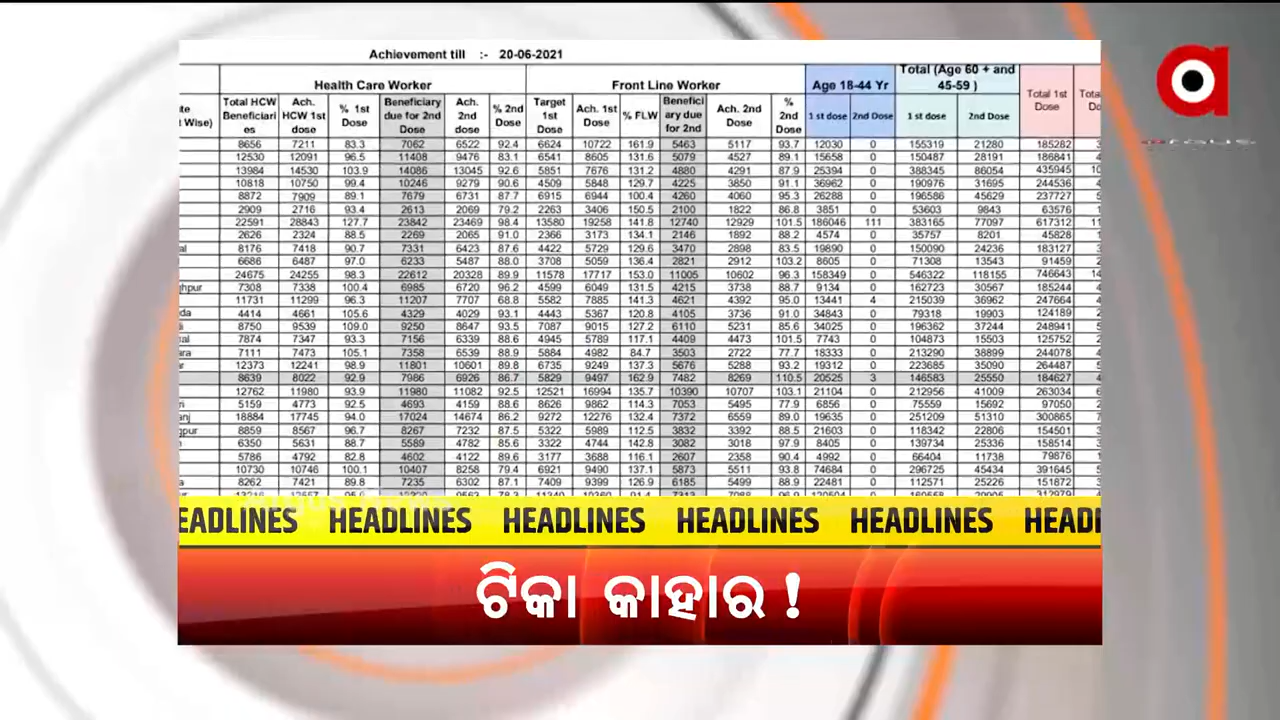 Achievement till :- 20-06-2021
Health Care Worker Front Line Worker Age 18-44 Yr Total (Age 60 + and 45-59 )
Total HCW Beneficiari es Ach. HCW 1st dose % 1st Dose Beneficiary due for 2nd Dose Ach. 2nd dose % 2nd Dose Target 1st Dose Ach. 1st Dose % FLW Benefici ary due for 2nd Ach. 2nd Dose % 2nd Dose 1 st dose 2nd Dose 1 st dose 2nd Dose Total 1st Dose
8656 7211 83.3 7062 6522 92.4 6624 10722 161.9 5463 5117 93.7 12030 0 155319 21280 185282
12530 12091 96.5 11408 9476 83.1 6541 8605 131.6 5079 4527 89.1 15658 0 150487 28191 186841
13984 14530 103.9 14086 13045 92.6 5851 7676 131.2 4880 4291 87.9 25394 0 388345 86054 435945
10818 10750 99.4 10246 9279 90.6 4509 5848 129.7 4225 3850 91.1 36962 0 190976 31695 244536
8872 7909 89.1 7679 6731 87.7 6915 6944 100.4 4260 4060 95.3 26288 0 196586 45629 237727
2909 2716 93.4 2613 2069 79.2 2263 3406 150.5 2100 1822 86.8 3851 0 53603 9843 63576
22591 28843 127.7 23842 23469 98.4 13580 19258 141.8 12740 12929 101.5 186046 111 383165 77097 617312
2626 2324 88.5 2269 2065 91.0 2366 3173 134.1 2146 1892 88.2 4574 0 35757 8201 45828
8176 7418 90.7 7331 6423 87.6 4422 5729 129.6 3470 2898 83.5 19890 0 150090 24236 183127
6686 6487 97.0 6233 5487 88.0 3708 5059 136.4 2821 2912 103.2 8605 0 71308 13543 91459
24675 24255 98.3 22612 20328 89.9 11578 17717 153.0 11005 10602 96.3 158349 0 546322 118155 746643
7308 7338 100.4 6985 6720 96.2 4599 6049 131.5 4215 3738 88.7 9134 0 162723 30567 185244
11731 11299 96.3 11207 7707 68.8 5582 7885 141.3 4621 4392 95.0 13441 4 215039 36962 247664
4414 4661 105.6 4329 4029 93.1 4443 5367 120.8 4105 3736 91.0 34843 0 79318 19903 124189
8750 9539 109.0 9250 8647 93.5 7087 9015 127.2 6110 5231 85.6 34025 0 196362 37244 248941
7874 7347 93.3 7156 6339 88.6 4945 5789 117.1 4409 4473 101.5 7743 0 104873 15503 125752
7111 7473 105.1 7358 6539 88.9 5884 4982 84.7 3503 2722 77.7 18333 0 213290 38899 244078
12373 12241 98.9 11801 10601 89.8 6735 9245 137.3 5676 5288 93.2 19312 0 223685 35090 264487
8639 8022 92.9 7986 6926 86.7 5829 9497 162.9 7482 8269 110.5 20525 3 146583 25550 184627
12762 11980 93.9 11980 11082 92.5 12521 16994 135.7 10390 10707 103.1 21104 0 212956 41009 263034
5159 4773 92.5 4693 4159 88.6 8626 9862 114.3 7053 5495 77.9 6856 0 75550 15692 97050
18884 17745 94.0 17024 14674 86.2 9272 12276 132.4 7372 6559 89.0 19635 0 251209 51310 300865
8859 8567 96.7 8267 7232 87.5 5322 5989 112.5 3832 3392 88.5 21603 0 118342 22806 154501
6350 5631 88.7 5589 4782 85.6 3322 4744 142.8 3082 3018 97.9 8405 0 139734 25336 158514
5786 4792 82.8 4602 4122 89.6 3177 3688 116.1 2607 2358 90.4 4992 0 66404 11738 79876
10730 10746 100.1 10407 8258 79.4 6921 9490 137.1 5873 5511 93.8 74684 0 296725 45434 391645
8262 7421 89.8 7235 6302 87.1 7409 9399 126.9 6185 5499 88.9 22481 0 112571 25226 151872
HEADLINES HEADLINES HEADLINES HEADLINES
ଟିକା କାହାର !